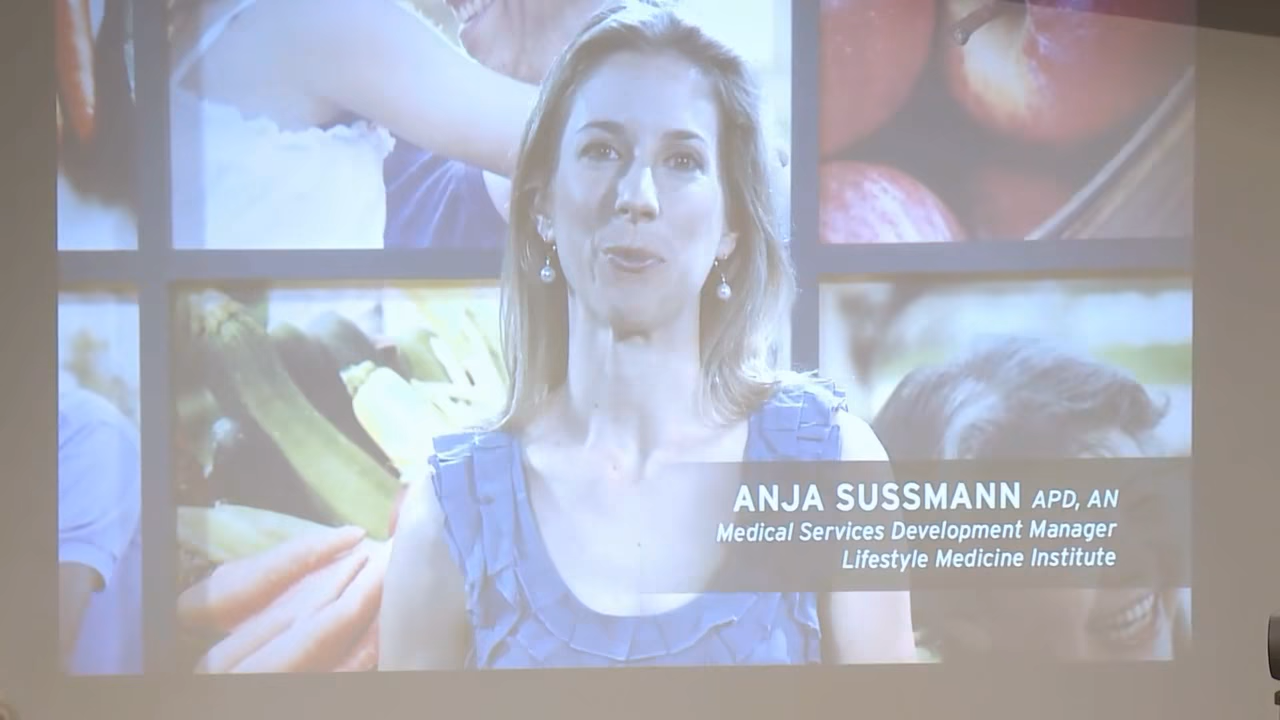 ANJA SUSSMANN APD, AN
Medical Services Development Manager
Lifestyle Medicine Institute